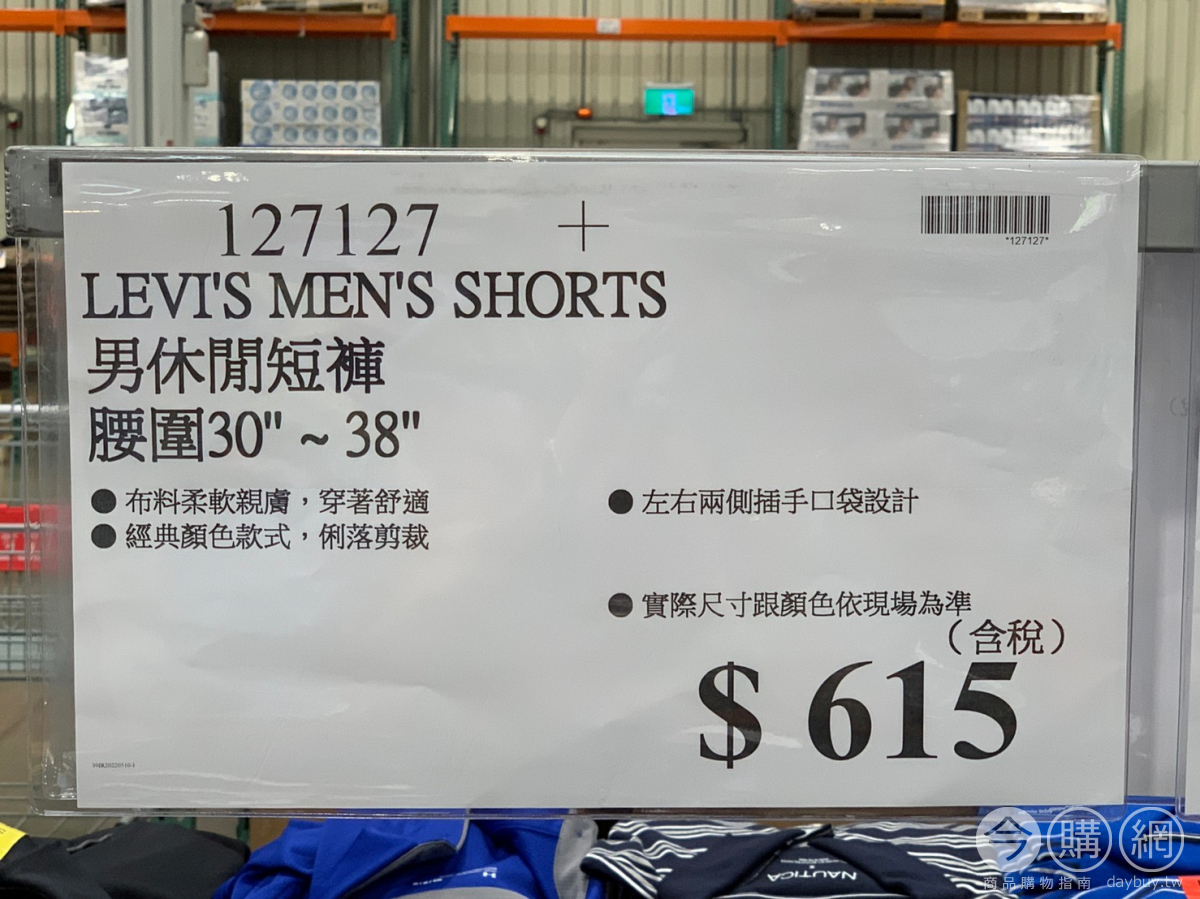 127127 +
*127127*
LEVI'S MEN'S SHORTS
男休閒短褲
腰圍30" ~ 38"
● 布料柔軟親膚，穿著舒適
● 經典顏色款式，俐落剪裁
● 左右兩側插手口袋設計
● 實際尺寸跟顏色依現場為準
（含稅）
$ 615
NAUTICA
今購網
商品購物指南 daybuy.tw